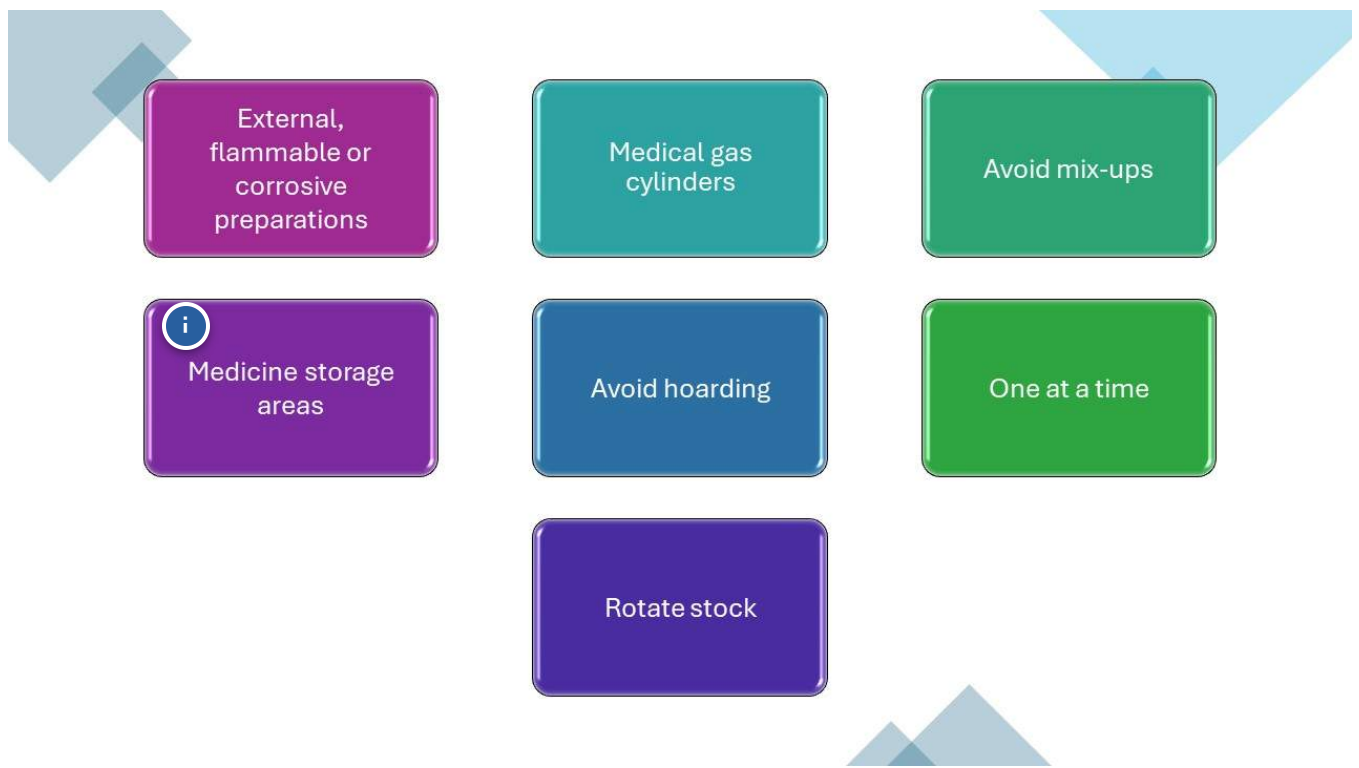 External,
flammable or
corrosive
preparations
Medical gas
cylinders
Avoid mix-ups
i
Medicine storage
areas
Avoid hoarding
One at a time
Rotate stock